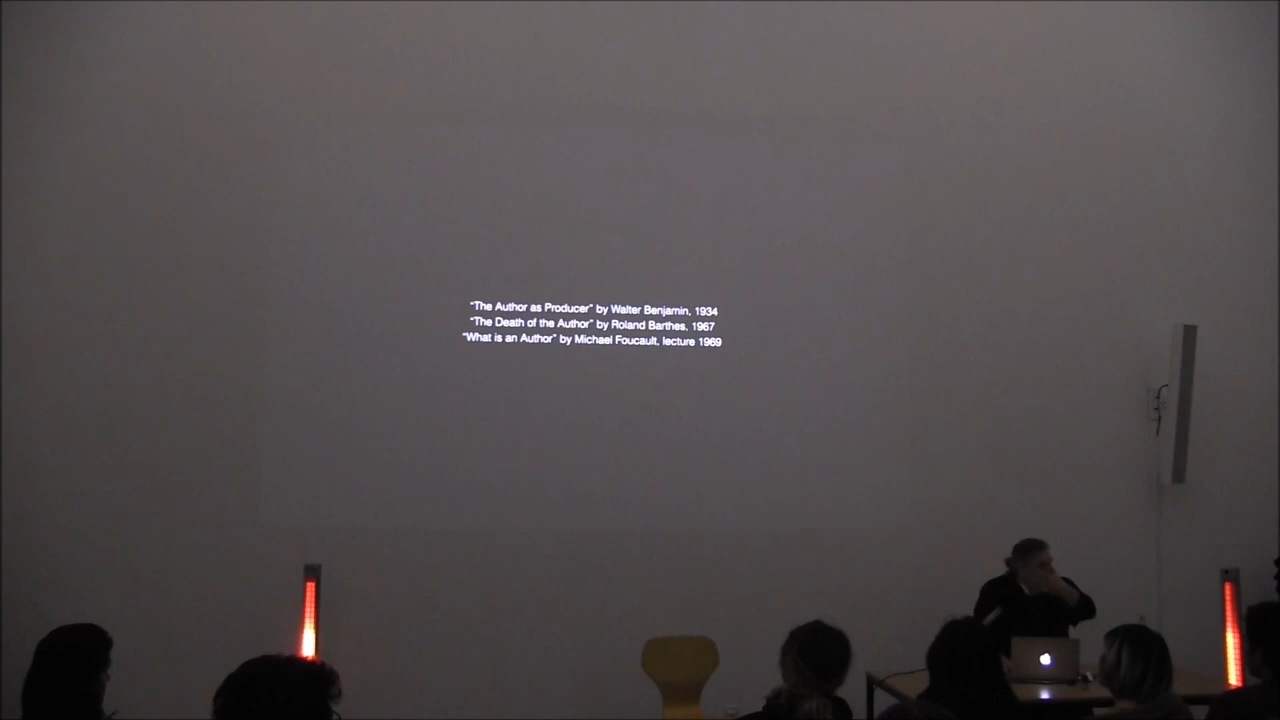 “The Author as Producer” by Walter Benjamin, 1934
“The Death of the Author” by Roland Barthes, 1967
“What is an Author” by Michael Foucault, lecture 1969